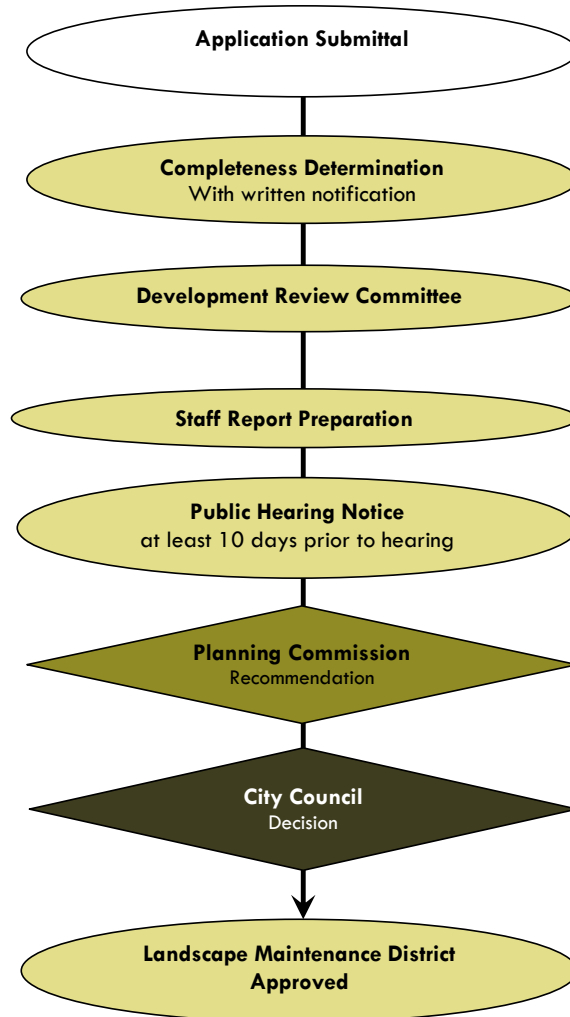 Application Submittal
Completeness Determination
With written notification
Development Review Committee
Staff Report Preparation
Public Hearing Notice
at least 10 days prior to hearing
Planning Commission
Recommendation
City Council
Decision
Landscape Maintenance District
Approved